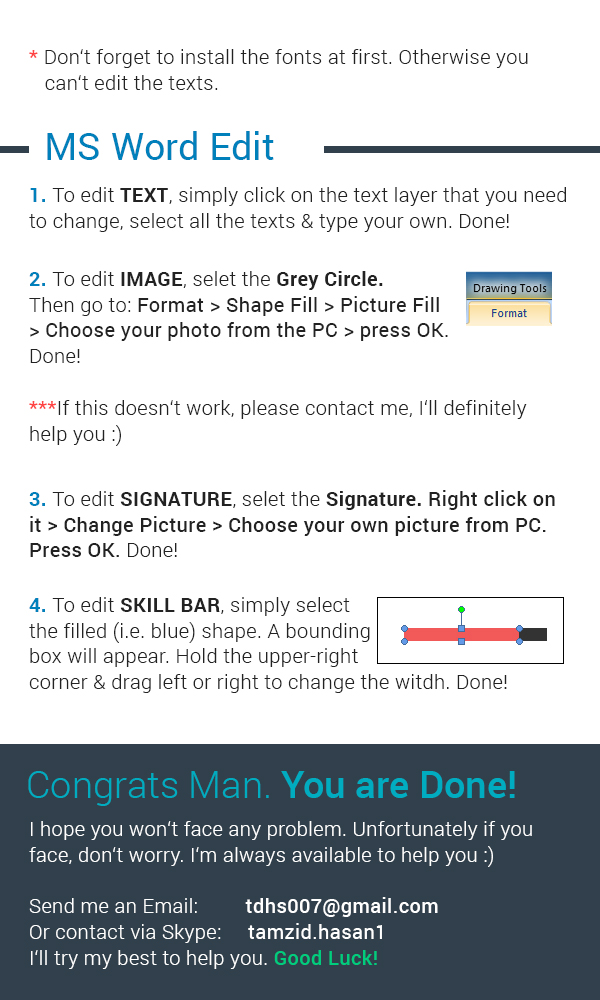 * Don‘t forget to install the fonts at first. Otherwise you
can‘t edit the texts.
MS Word Edit
1. To edit TEXT, simply click on the text layer that you need
to change, select all the texts & type your own. Done!
2. To edit IMAGE, selet the Grey Circle.
Then go to: Format > Shape Fill > Picture Fill
> Choose your photo from the PC > press OK.
Done!
Drawing Tools
Format
***If this doesn‘t work, please contact me, I‘ll definitely
help you :)
3. To edit SIGNATURE, selet the Signature. Right click on
it > Change Picture > Choose your own picture from PC.
Press OK. Done!
4. To edit SKILL BAR, simply select
the filled (i.e. blue) shape. A bounding
box will appear. Hold the upper-right
corner & drag left or right to change the witdh. Done!
Congrats Man. You are Done!
I hope you won‘t face any problem. Unfortunately if you
face, don‘t worry. I‘m always available to help you :)
Send me an Email: tdhs007@gmail.com
Or contact via Skype: tamzid.hasan1
I‘ll try my best to help you. Good Luck!